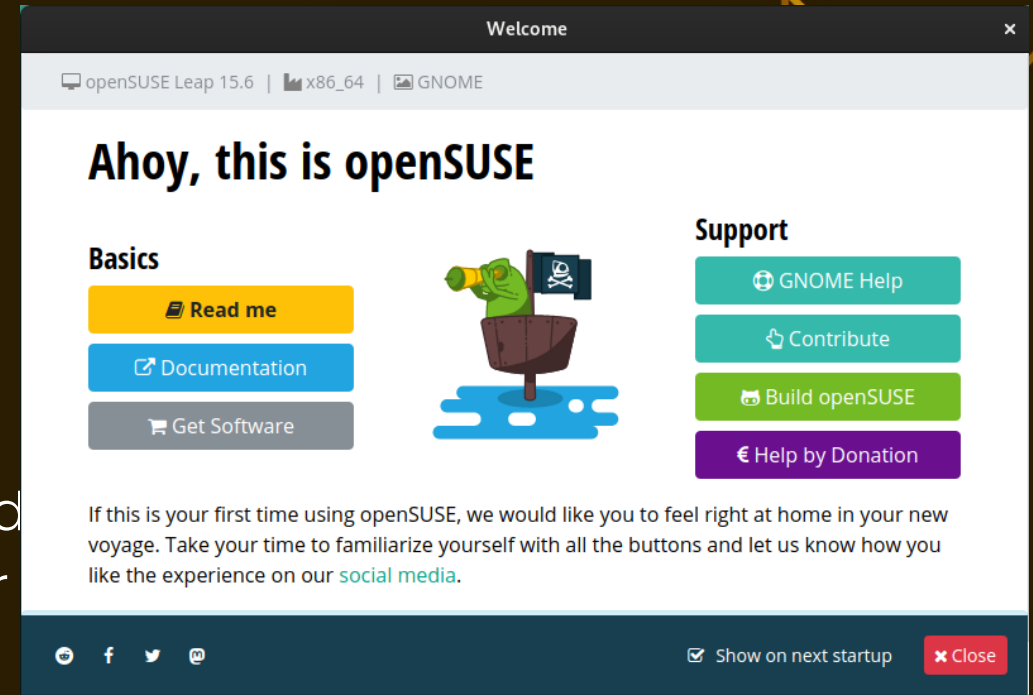 Welcome
openSUSE Leap 15.6 | x86_64 | GNOME
Ahoy, this is openSUSE
Basics
Read me
Documentation
Get Software
Support
GNOME Help
Contribute
Build openSUSE
€ Help by Donation
If this is your first time using openSUSE, we would like you to feel right at home in your new
voyage. Take your time to familiarize yourself with all the buttons and let us know how you
like the experience on our social media.
Show on next startup
Close